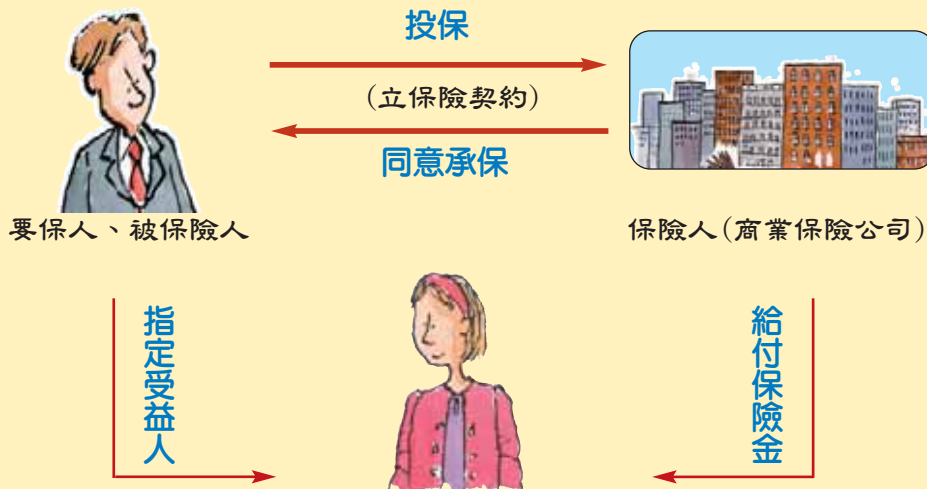 投保
(立保險契約)
同意承保
要保人、被保險人
保險人(商業保險公司)
指定受益人
給付保險金